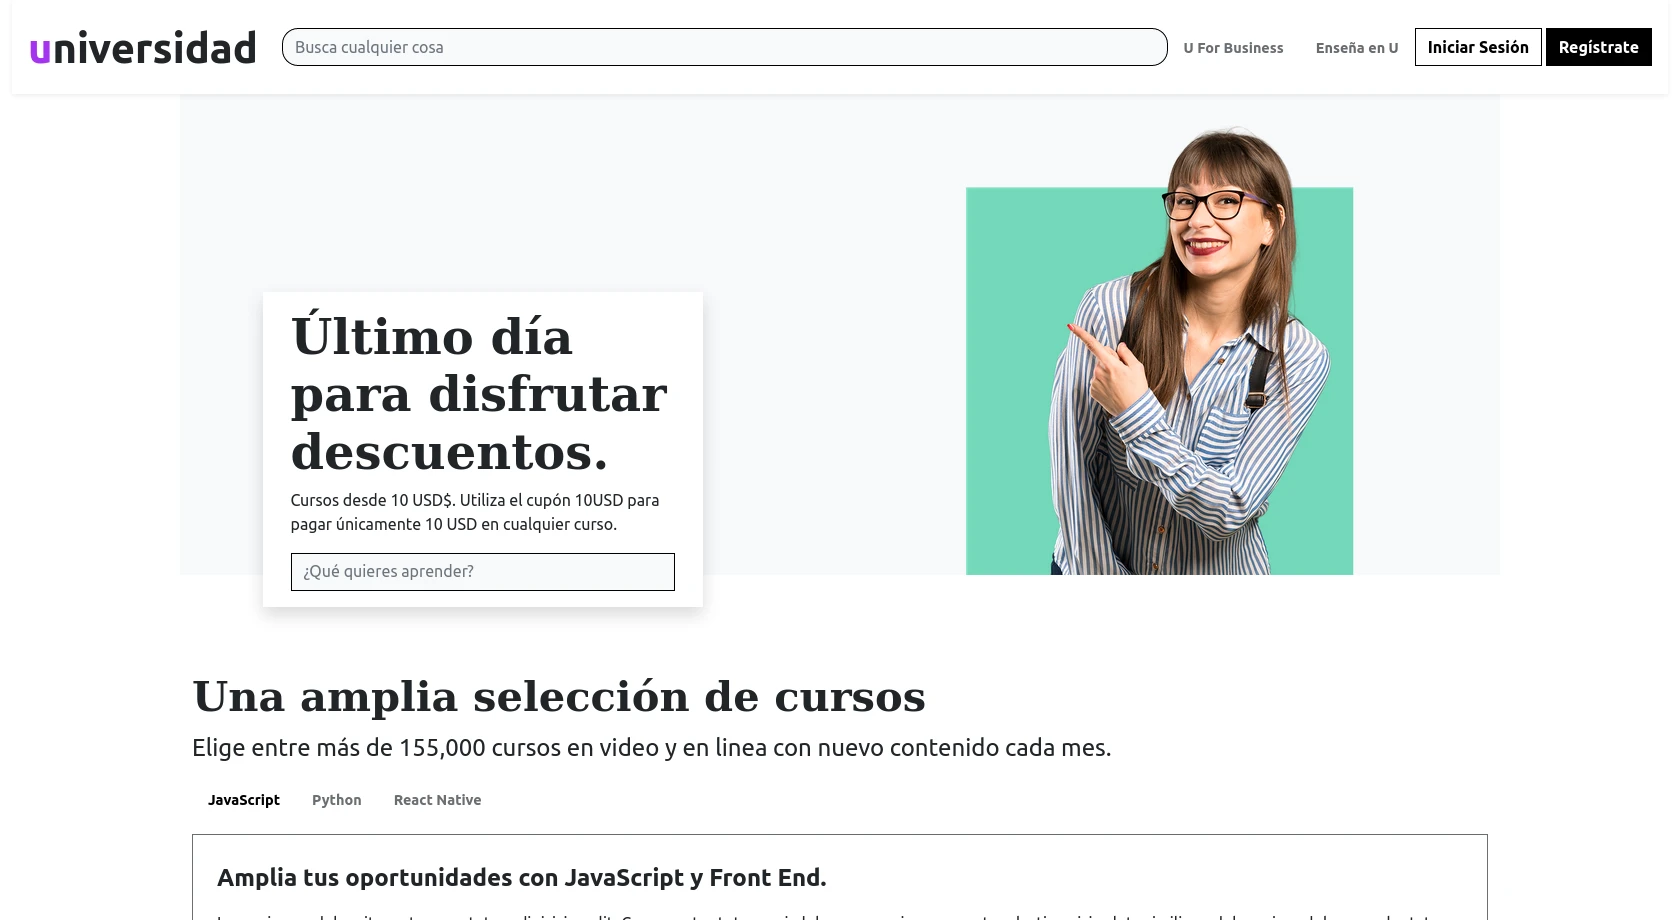 universidad
Busca cualquier cosa
U For Business
Enseña en U
Iniciar Sesión
Regístrate
Último día
para disfrutar
descuentos.
Cursos desde 10 USD$. Utiliza el cupón 10USD para
pagar únicamente 10 USD en cualquier curso.
¿Qué quieres aprender?
Una amplia selección de cursos
Elige entre más de 155,000 cursos en video y en linea con nuevo contenido cada mes.
JavaScript Python React Native
Amplia tus oportunidades con JavaScript y Front End.